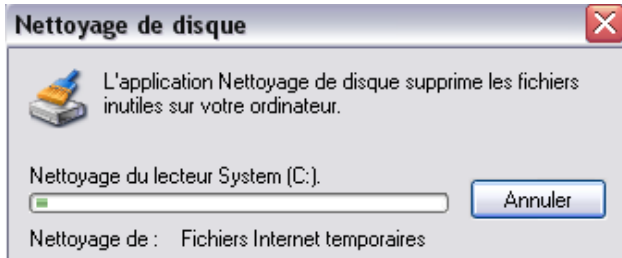 Nettoyage de disque
L'application Nettoyage de disque supprime les fichiers
inutiles sur votre ordinateur.
Nettoyage du lecteur System (C:).
Annuler
Nettoyage de : Fichiers Internet temporaires